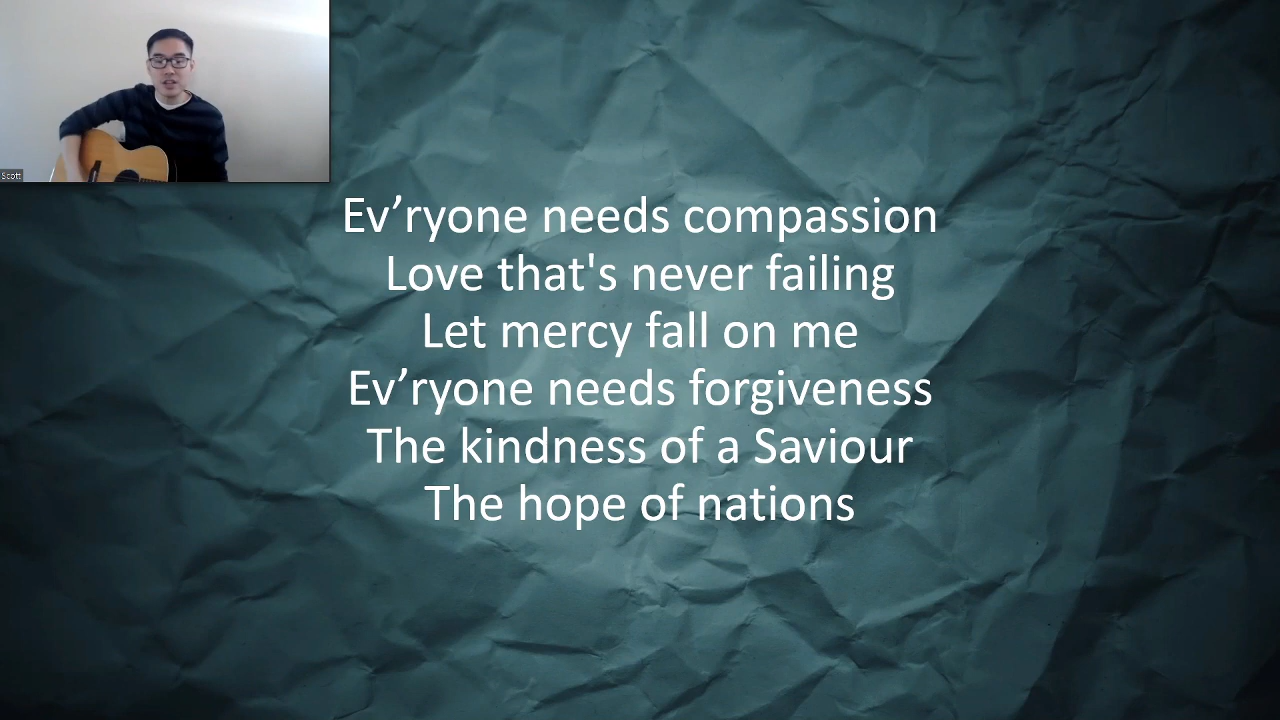 Scott
Ev’ryone needs compassion
Love that's never failing
Let mercy fall on me
Ev’ryone needs forgiveness
The kindness of a Saviour
The hope of nations